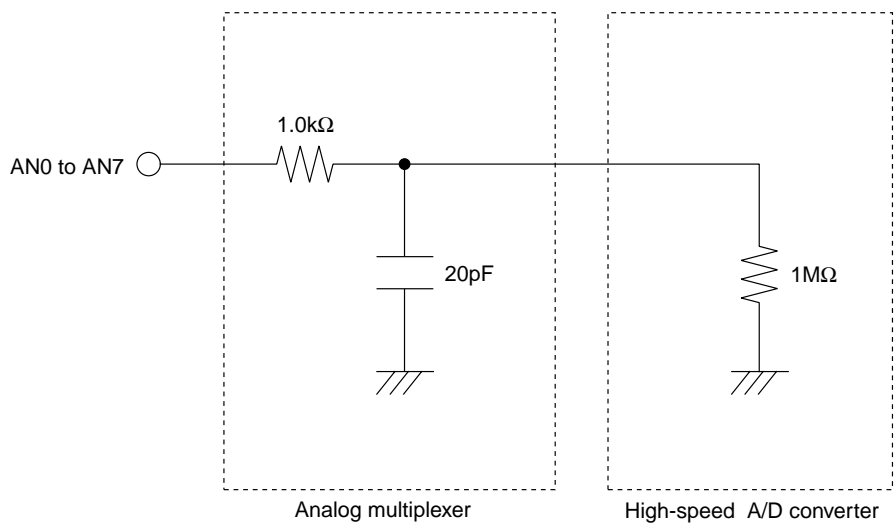 1.0kΩ
AN0 to AN7
20pF
1MΩ
Analog multiplexer
High-speed A/D converter